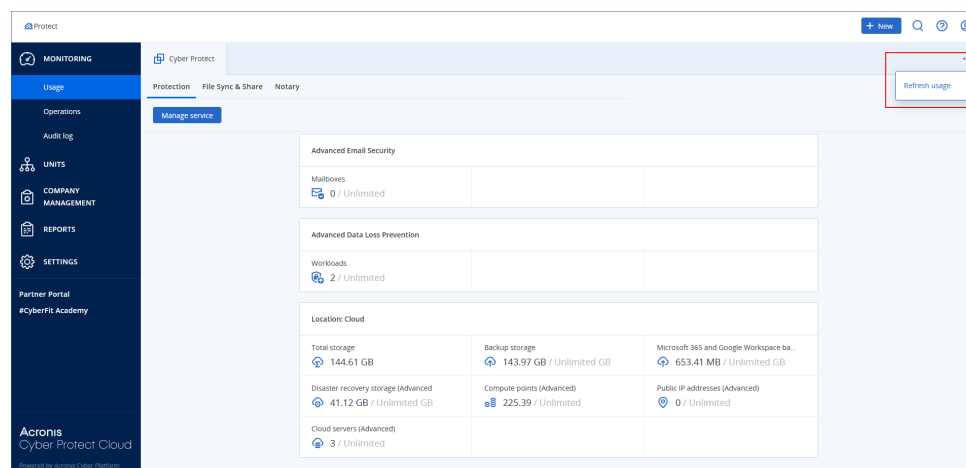 Protect
+ New
MONITORING
Cyber Protect
Usage
Protection File Sync & Share Notary
Refresh usage
Operations
Manage service
Audit log
UNITS
COMPANY
MANAGEMENT
REPORTS
SETTINGS
Partner Portal
#CyberFit Academy
Advanced Email Security
Mailboxes
0 / Unlimited
Advanced Data Loss Prevention
Workloads
2 / Unlimited
Location: Cloud
Total storage
144.61 GB
Backup storage
143.97 GB / Unlimited GB
Microsoft 365 and Google Workspace ba...
653.41 MB / Unlimited GB
Disaster recovery storage (Advanced
41.12 GB / Unlimited GB
Compute points (Advanced)
225.39 / Unlimited
Public IP addresses (Advanced)
0 / Unlimited
Cloud servers (Advanced)
3 / Unlimited
Acronis
Cyber Protect Cloud
Powered by Acronis Cyber Platform